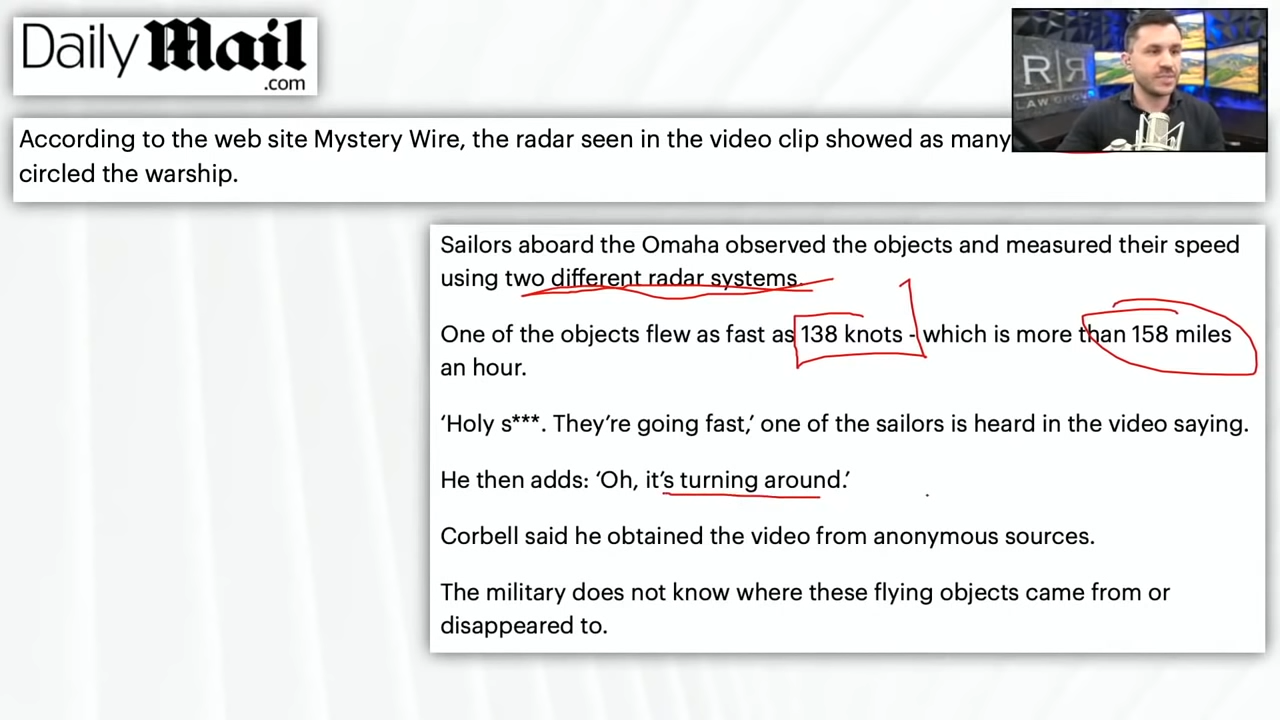 Daily Mail
.com
R R
LAW GROUP
According to the web site Mystery Wire, the radar seen in the video clip showed as many
circled the warship.
Sailors aboard the Omaha observed the objects and measured their speed
using two different radar systems.
One of the objects flew as fast as 138 knots - which is more than 158 miles
an hour.
‘Holy s***. They’re going fast,’ one of the sailors is heard in the video saying.
He then adds: ‘Oh, it’s turning around.’
Corbell said he obtained the video from anonymous sources.
The military does not know where these flying objects came from or
disappeared to.